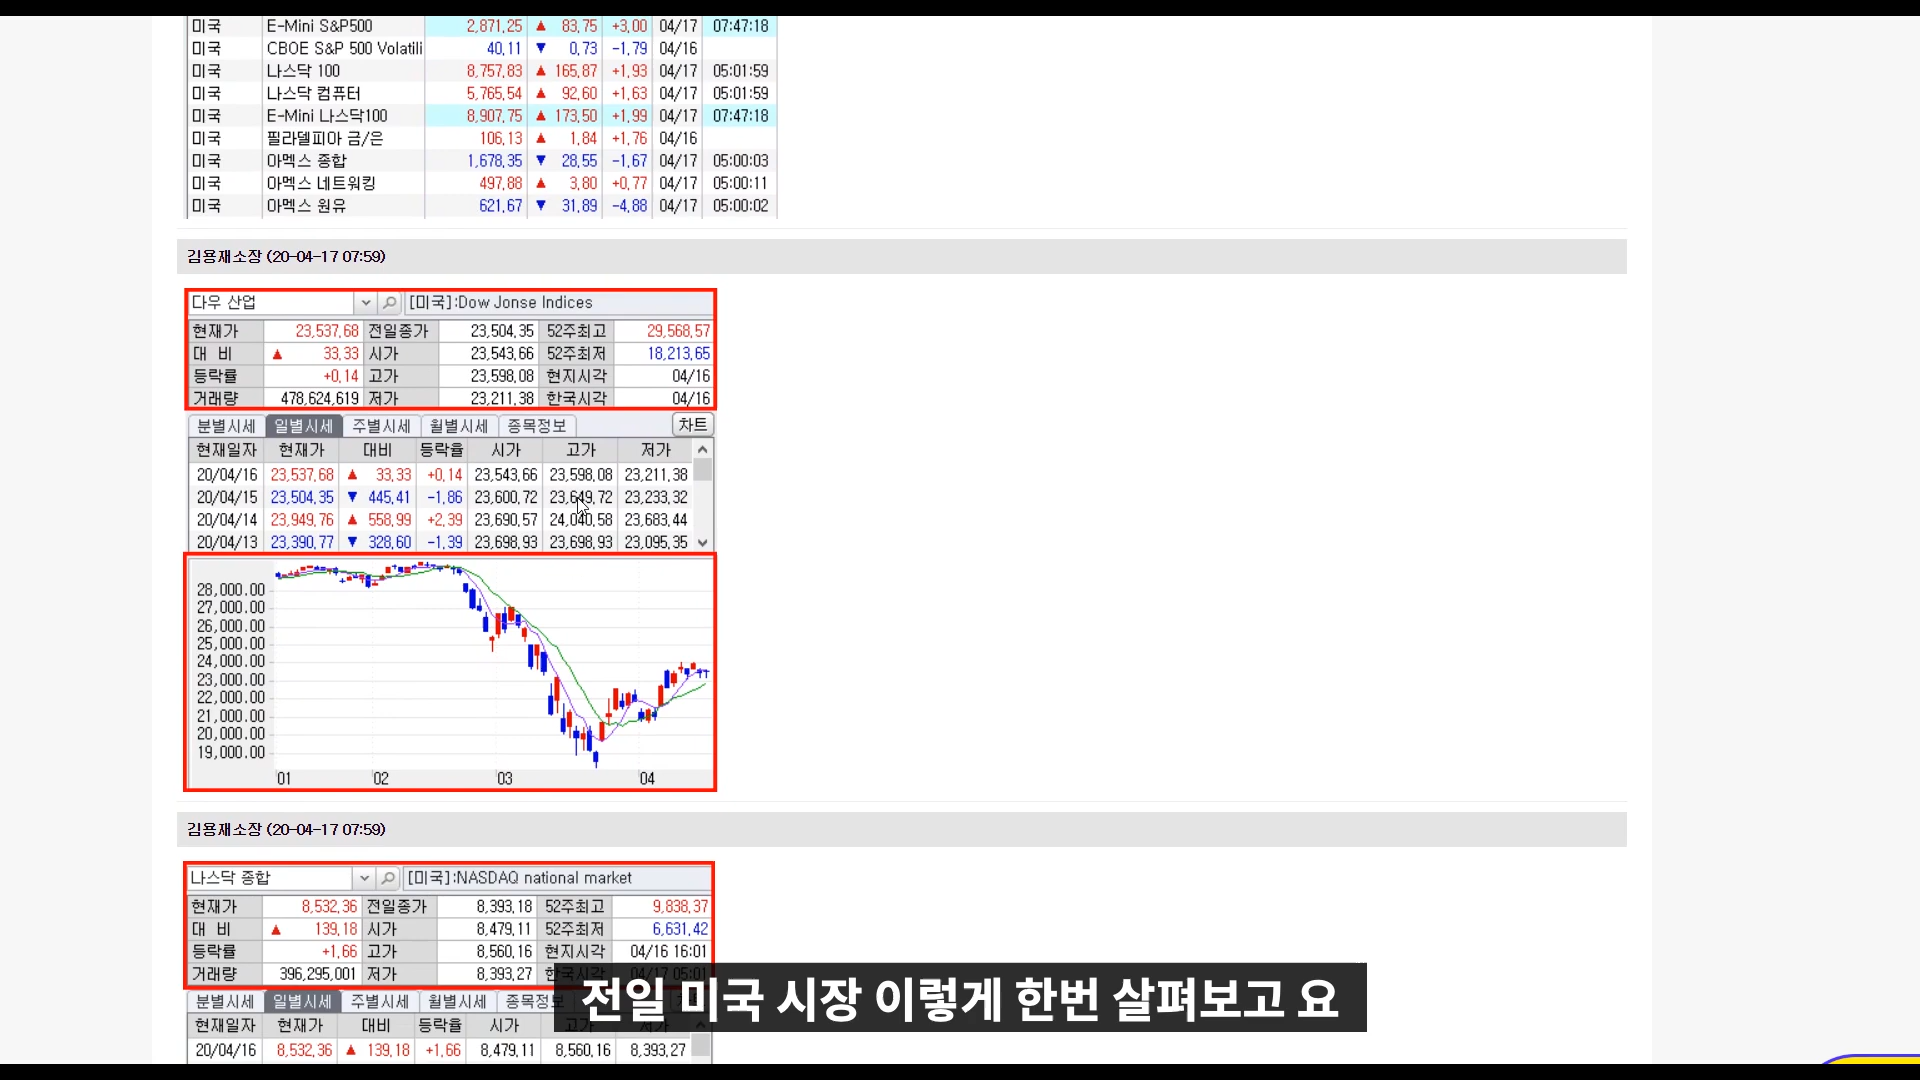 미국 E-Mini S&P500 2,871.25 ▲ 83.75 +3.00 04/17 07:47:18
미국 CBOE S&P 500 Volatili 40.11 ▼ 0.73 -1.79 04/16
미국 나스닥 100 8,757.83 ▲ 165.87 +1.93 04/17 05:01:59
미국 나스닥 컴퓨터 5,765.54 ▲ 92.60 +1.63 04/17 05:01:59
미국 E-Mini 나스닥100 8,907.75 ▲ 173.50 +1.99 04/17 07:47:18
미국 필라델피아 금/은 106.13 ▲ 1.84 +1.76 04/16
미국 아멕스 종합 1,678.35 ▼ 28.55 -1.67 04/17 05:00:03
미국 아멕스 네트워킹 497.88 ▲ 3.80 +0.77 04/17 05:00:11
미국 아멕스 원유 621.67 ▼ 31.89 -4.88 04/17 05:00:02
김용재소장 (20-04-17 07:59)
다우 산업 [미국]:Dow Jonse Indices
현재가 23,537.68 전일종가 23,504.35 52주최고 29,568.57
대 비 ▲ 33.33 시가 23,543.66 52주최저 18,213.65
등락률 +0.14 고가 23,598.08 현지시각 04/16
거래량 478,624,619 저가 23,211.38 한국시각 04/16
분별시세 일별시세 주별시세 월별시세 종목정보 차트
현재일자 현재가 대비 등락율 시가 고가 저가
20/04/16 23,537.68 ▲ 33.33 +0.14 23,543.66 23,598.08 23,211.38
20/04/15 23,504.35 ▼ 445.41 -1.86 23,600.72 23,649.72 23,233.32
20/04/14 23,949.76 ▲ 558.99 +2.39 23,690.57 24,040.58 23,683.44
20/04/13 23,390.77 ▼ 328.60 -1.39 23,698.93 23,698.93 23,095.35
28,000.00
27,000.00
26,000.00
25,000.00
24,000.00
23,000.00
22,000.00
21,000.00
20,000.00
19,000.00
01 02 03 04
김용재소장 (20-04-17 07:59)
나스닥 종합 [미국]:NASDAQ national market
현재가 8,532.36 전일종가 8,393.18 52주최고 9,838.37
대 비 ▲ 139.18 시가 8,479.11 52주최저 6,631.42
등락률 +1.66 고가 8,560.16 현지시각 04/16 16:01
거래량 396,295,001 저가 8,393.27 한국시각 04/17 05:01
분별시세 일별시세 주별시세 월별시세 종목정보
현재일자 현재가 대비 등락율 시가 고가 저가
20/04/16 8,532.36 ▲ 139.18 +1.66 8,479.11 8,560.16 8,393.27
전일 미국 시장 이렇게 한번 살펴보고 요